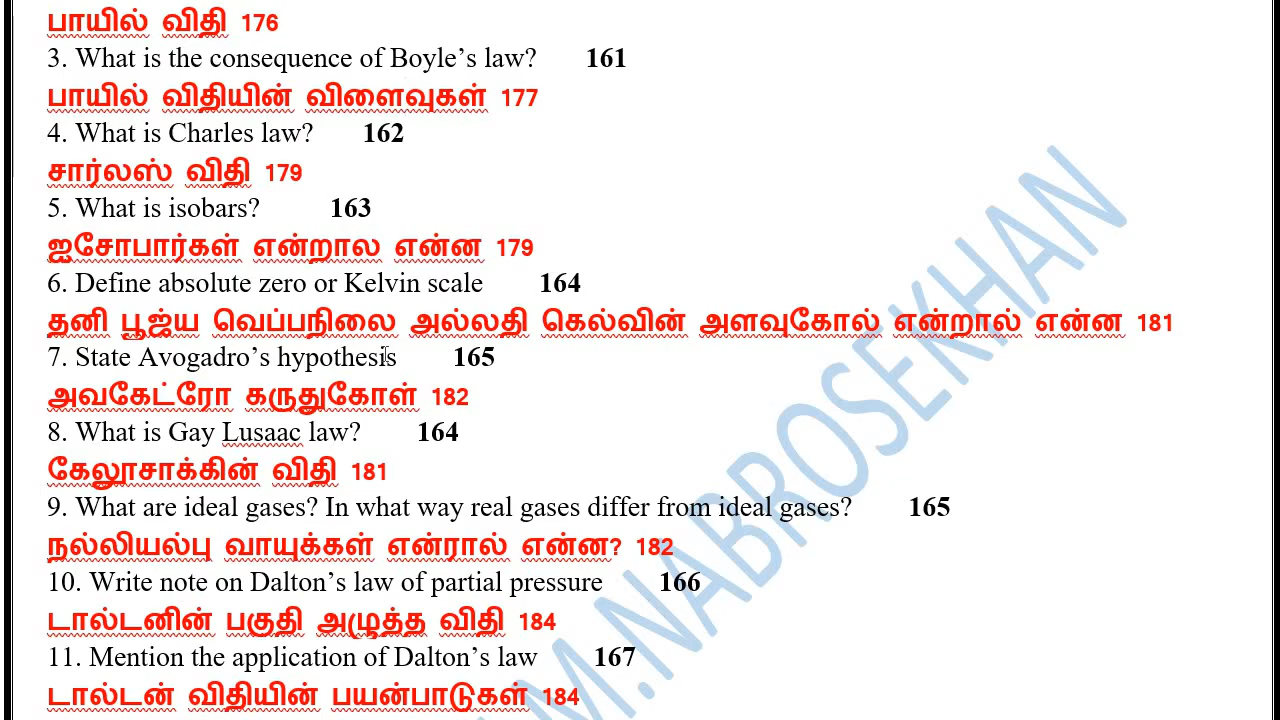 பாயில் விதி 176
3. What is the consequence of Boyle’s law? 161
பாயில் விதியின் விளைவுகள் 177
4. What is Charles law? 162
சார்லஸ் விதி 179
5. What is isobars? 163
ஐசோபார்கள் என்றால என்ன 179
6. Define absolute zero or Kelvin scale 164
தனி பூஜ்ய வெப்பநிலை அல்லதி கெல்வின் அளவுகோல் என்றால் என்ன 181
7. State Avogadro’s hypothesis 165
அவகேட்ரோ கருதுகோள் 182
8. What is Gay Lusaac law? 164
கேலூசாக்கின் விதி 181
9. What are ideal gases? In what way real gases differ from ideal gases? 165
நல்லியல்பு வாயுக்கள் என்ரால் என்ன? 182
10. Write note on Dalton’s law of partial pressure 166
டால்டனின் பகுதி அழுத்த விதி 184
11. Mention the application of Dalton’s law 167
டால்டன் விதியின் பயன்பாடுகள் 184
M.NABROSEKHAN